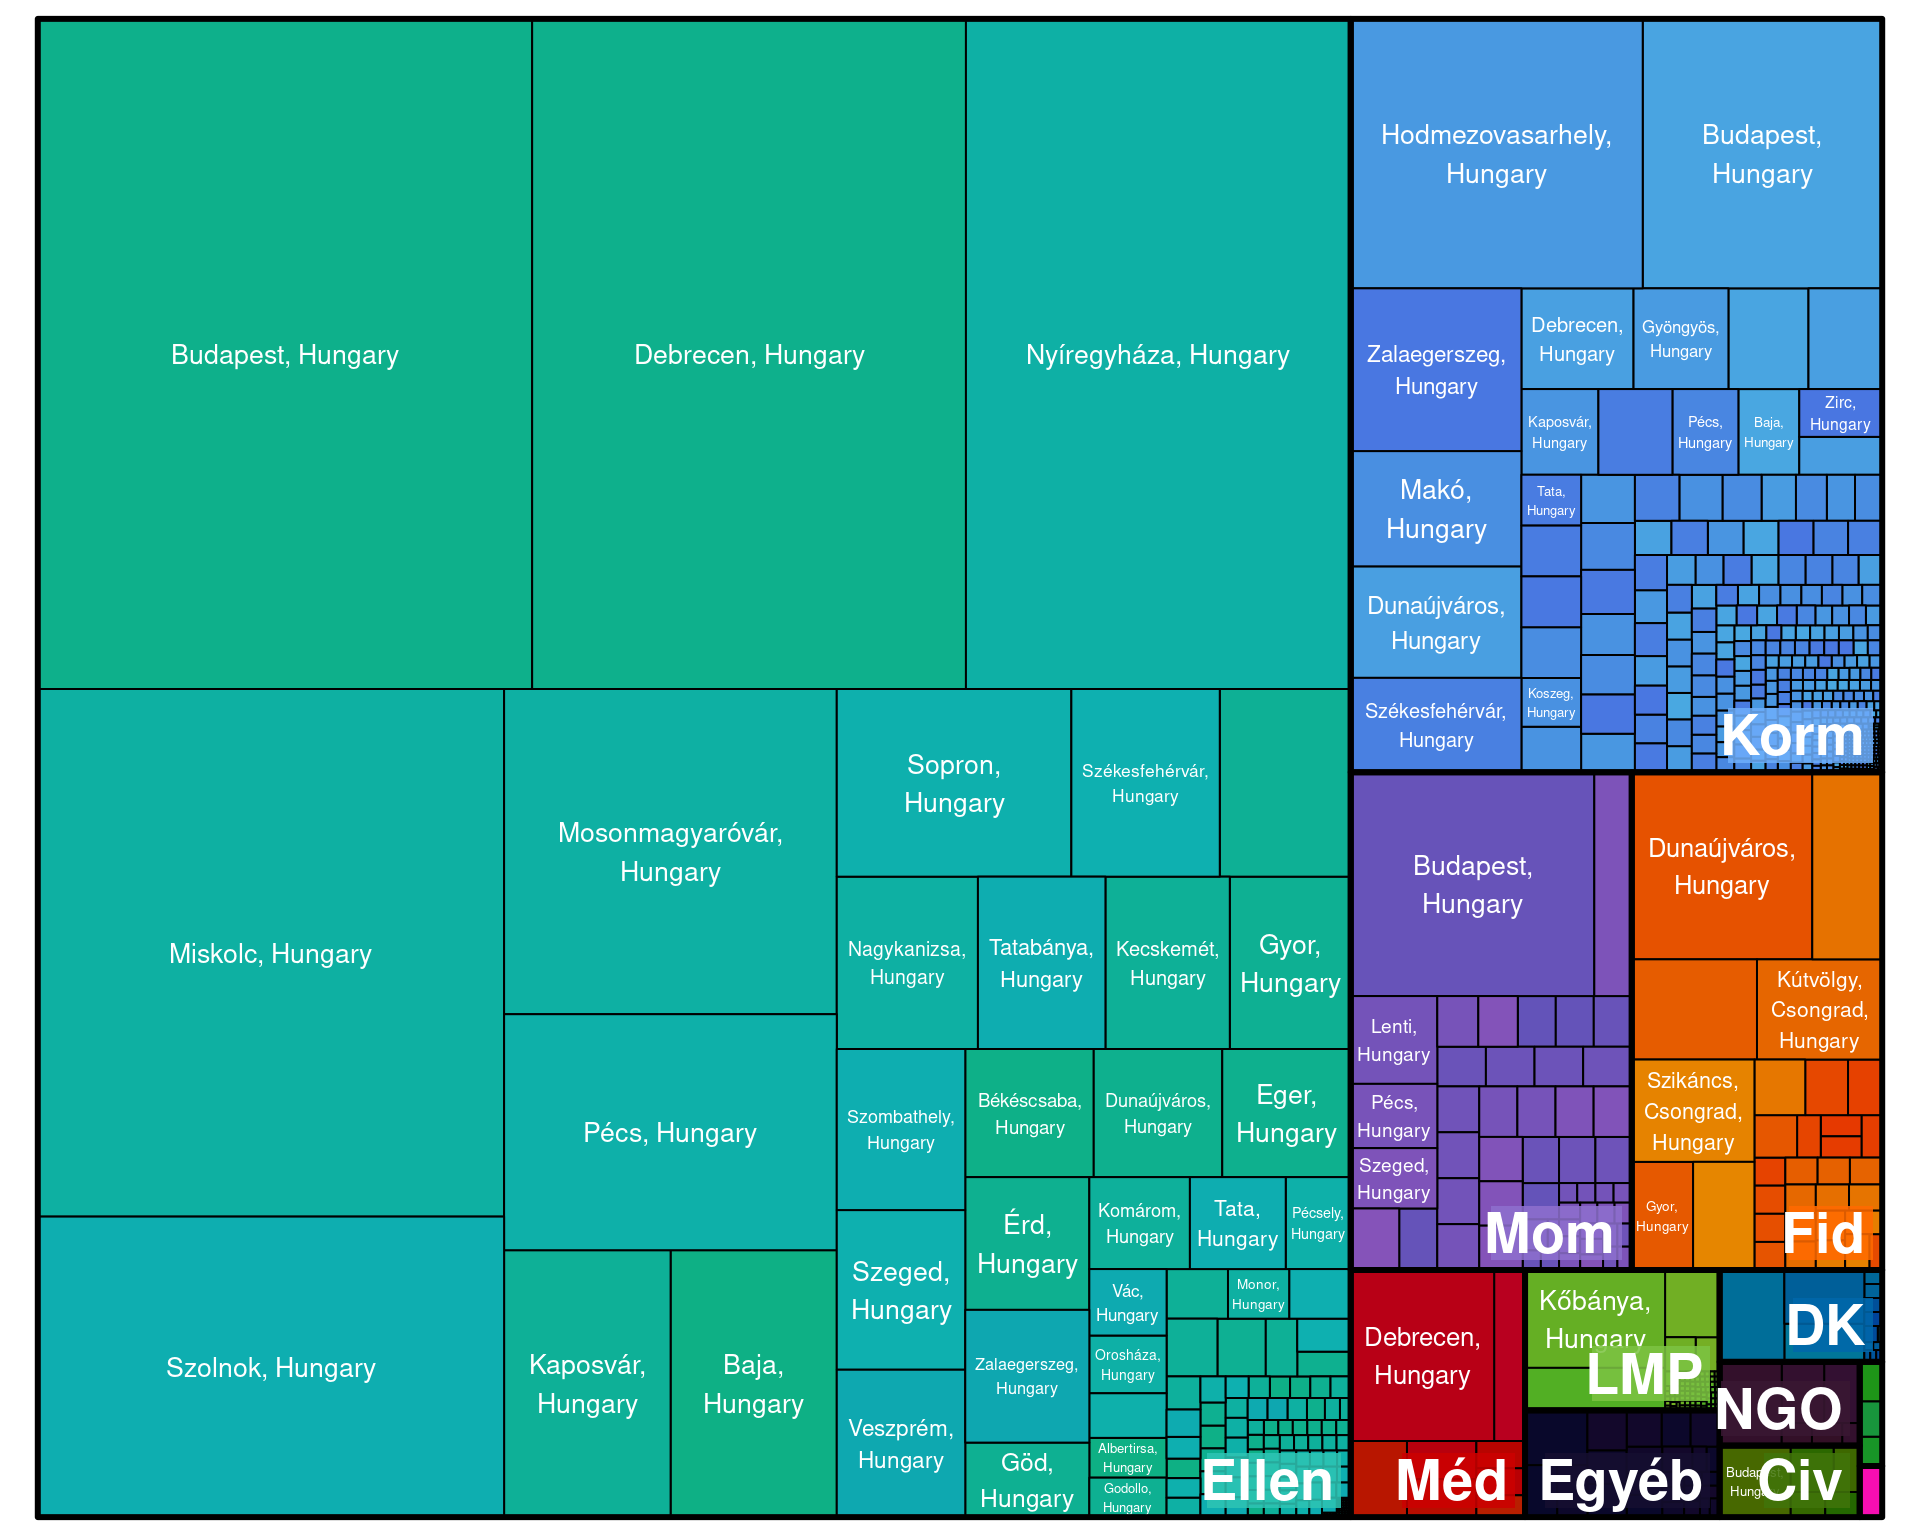 Budapest, Hungary
Debrecen, Hungary
Nyíregyháza, Hungary
Miskolc, Hungary
Szolnok, Hungary
Mosonmagyaróvár,
Hungary
Pécs, Hungary
Kaposvár,
Hungary
Baja,
Hungary
Sopron,
Hungary
Székesfehérvár,
Hungary
Nagykanizsa,
Hungary
Tatabánya,
Hungary
Kecskemét,
Hungary
Gyor,
Hungary
Szombathely,
Hungary
Békéscsaba,
Hungary
Dunaújváros,
Hungary
Eger,
Hungary
Szeged,
Hungary
Veszprém,
Hungary
Érd,
Hungary
Komárom,
Hungary
Tata,
Hungary
Pécsely,
Hungary
Vác,
Hungary
Monor,
Hungary
Zalaegerszeg,
Hungary
Orosháza,
Hungary
Göd,
Hungary
Albertirsa,
Hungary
Godollo,
Hungary
Ellen
Hodmezovasarhely,
Hungary
Budapest,
Hungary
Zalaegerszeg,
Hungary
Debrecen,
Hungary
Gyöngyös,
Hungary
Kaposvár,
Hungary
Pécs,
Hungary
Baja,
Hungary
Zirc,
Hungary
Makó,
Hungary
Tata,
Hungary
Dunaújváros,
Hungary
Székesfehérvár,
Hungary
Koszeg,
Hungary
Korm
Budapest,
Hungary
Lenti,
Hungary
Pécs,
Hungary
Szeged,
Hungary
Mom
Dunaújváros,
Hungary
Kútvölgy,
Csongrad,
Hungary
Szikáncs,
Csongrad,
Hungary
Gyor,
Hungary
Fid
Debrecen,
Hungary
Méd
Kőbánya,
Hungary
LMP
DK
NGO
Egyéb
Budapest,
Hungary
Civ